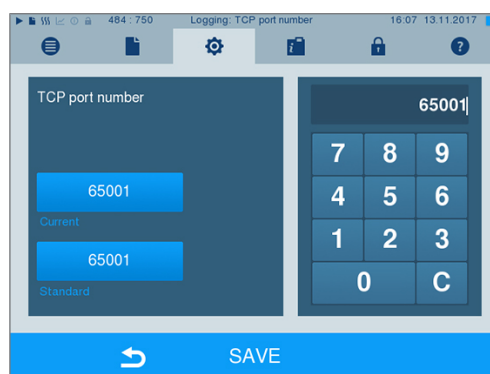 484 : 750 Logging: TCP port number 16:07 13.11.2017
TCP port number
65001
Current
65001
Standard
65001
7 8 9
4 5 6
1 2 3
0 C
SAVE